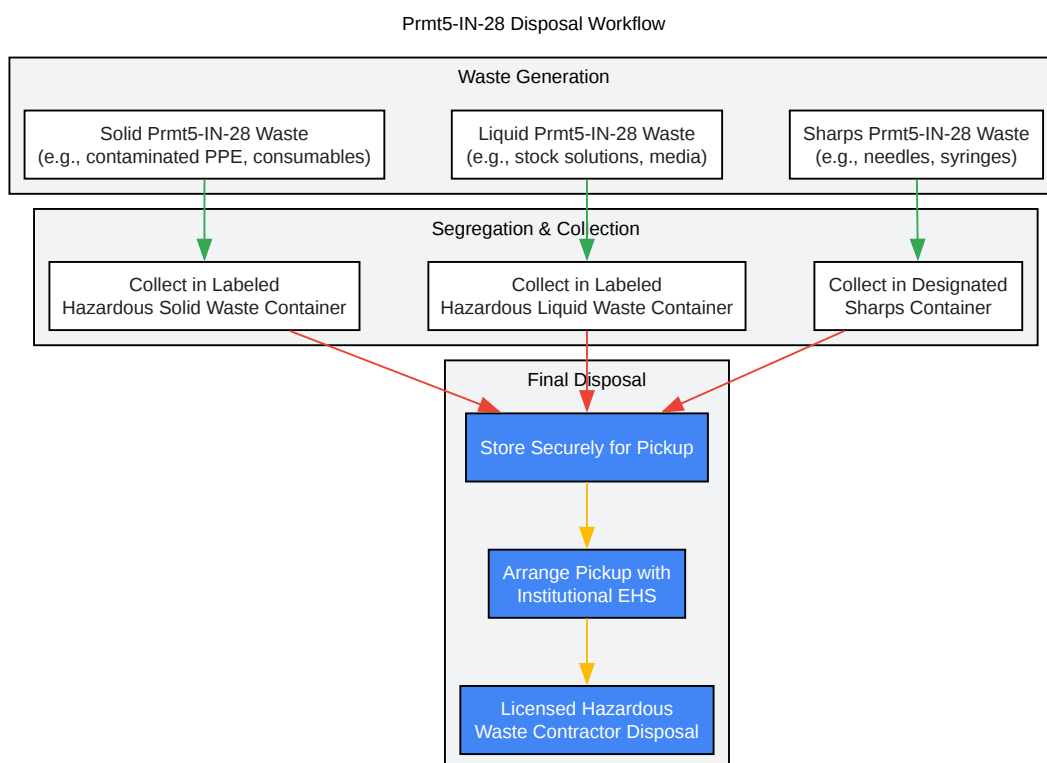 Prmt5-IN-28 Disposal Workflow
Waste Generation
Solid Prmt5-IN-28 Waste
(e.g., contaminated PPE, consumables)
Liquid Prmt5-IN-28 Waste
(e.g., stock solutions, media)
Sharps Prmt5-IN-28 Waste
(e.g., needles, syringes)
Segregation & Collection
Collect in Labeled
Hazardous Solid Waste Container
Collect in Labeled
Hazardous Liquid Waste Container
Collect in Designated
Sharps Container
Final Disposal
Store Securely for Pickup
Arrange Pickup with
Institutional EHS
Licensed Hazardous
Waste Contractor Disposal